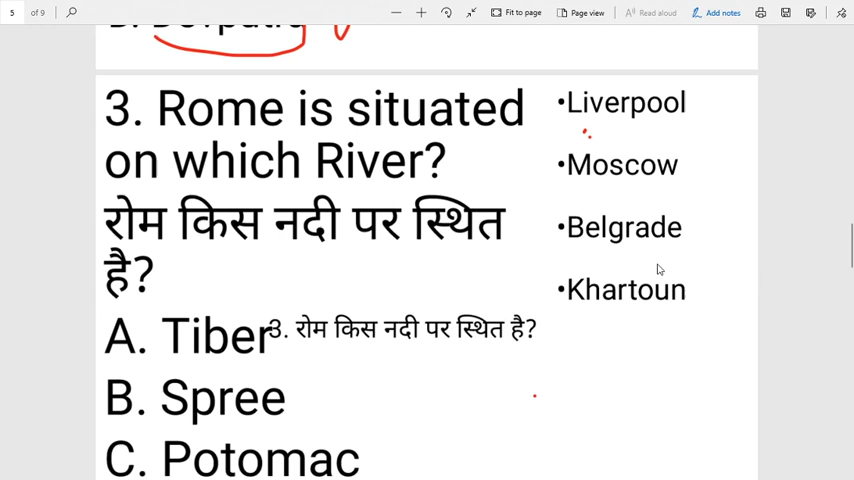 5 of 9
Fit to page
Page view
Read aloud
Add notes
3. Rome is situated
on which River?
रोम किस नदी पर स्थित
है?
A. Tiber
3. रोम किस नदी पर स्थित है?
B. Spree
C. Potomac
•Liverpool
•Moscow
•Belgrade
•Khartoun